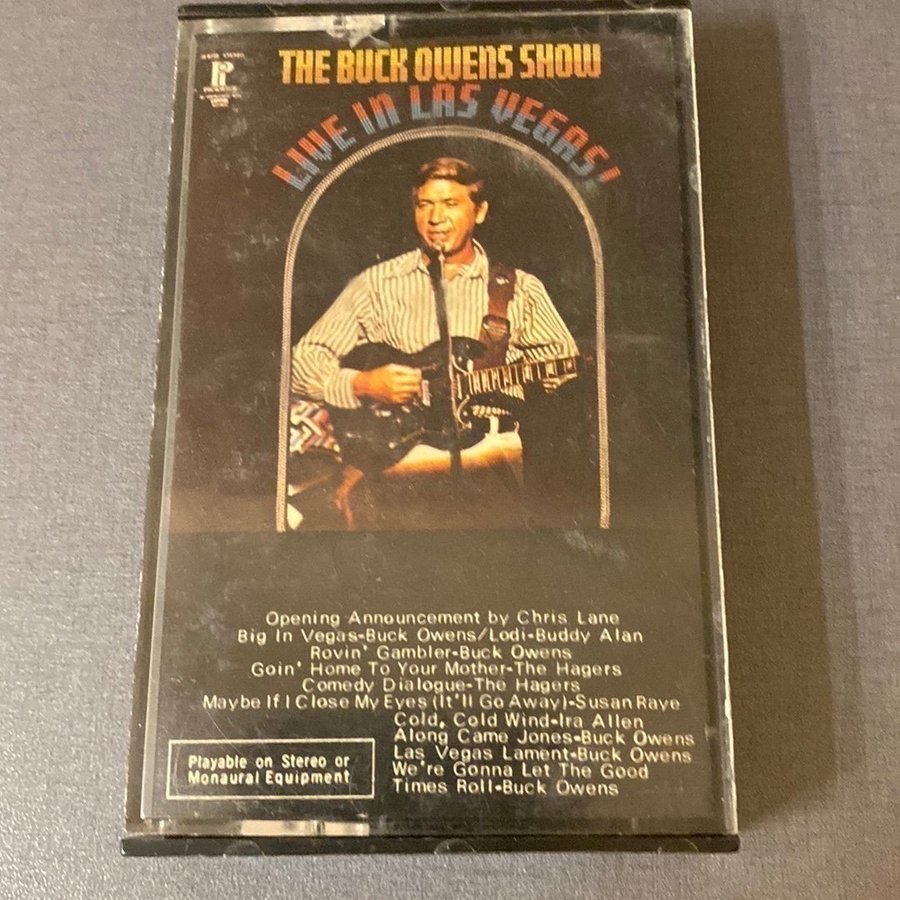 THE BUCK OWENS SHOW
LIVE IN LAS VEGAS!
Opening Announcement by Chris Lane
Big In Vegas-Buck Owens/Lodi-Buddy Alan
Rovin' Gambler-Buck Owens
Goin' Home To Your Mother-The Hagers
Comedy Dialogue-The Hagers
Maybe If I Close My Eyes (It'll Go Away)-Susan Raye
Cold, Cold Wind-Ira Allen
Along Came Jones-Buck Owens
Las Vegas Lament-Buck Owens
We're Gonna Let The Good
Times Roll-Buck Owens
Playable on Stereo or
Monaural Equipment